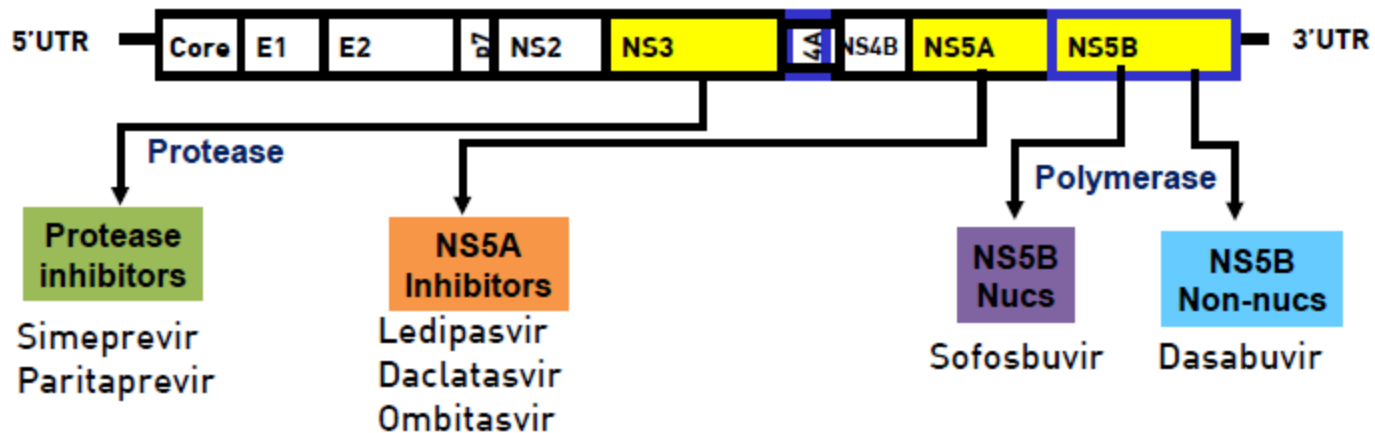 5'UTR Core E1 E2 p7 NS2 NS3 4A NS4B NS5A NS5B 3'UTR
Protease
Polymerase
Protease
inhibitors
Simeprevir
Paritaprevir
NS5A
Inhibitors
Ledipasvir
Daclatasvir
Ombitasvir
NS5B
Nucs
Sofosbuvir
NS5B
Non-nucs
Dasabuvir